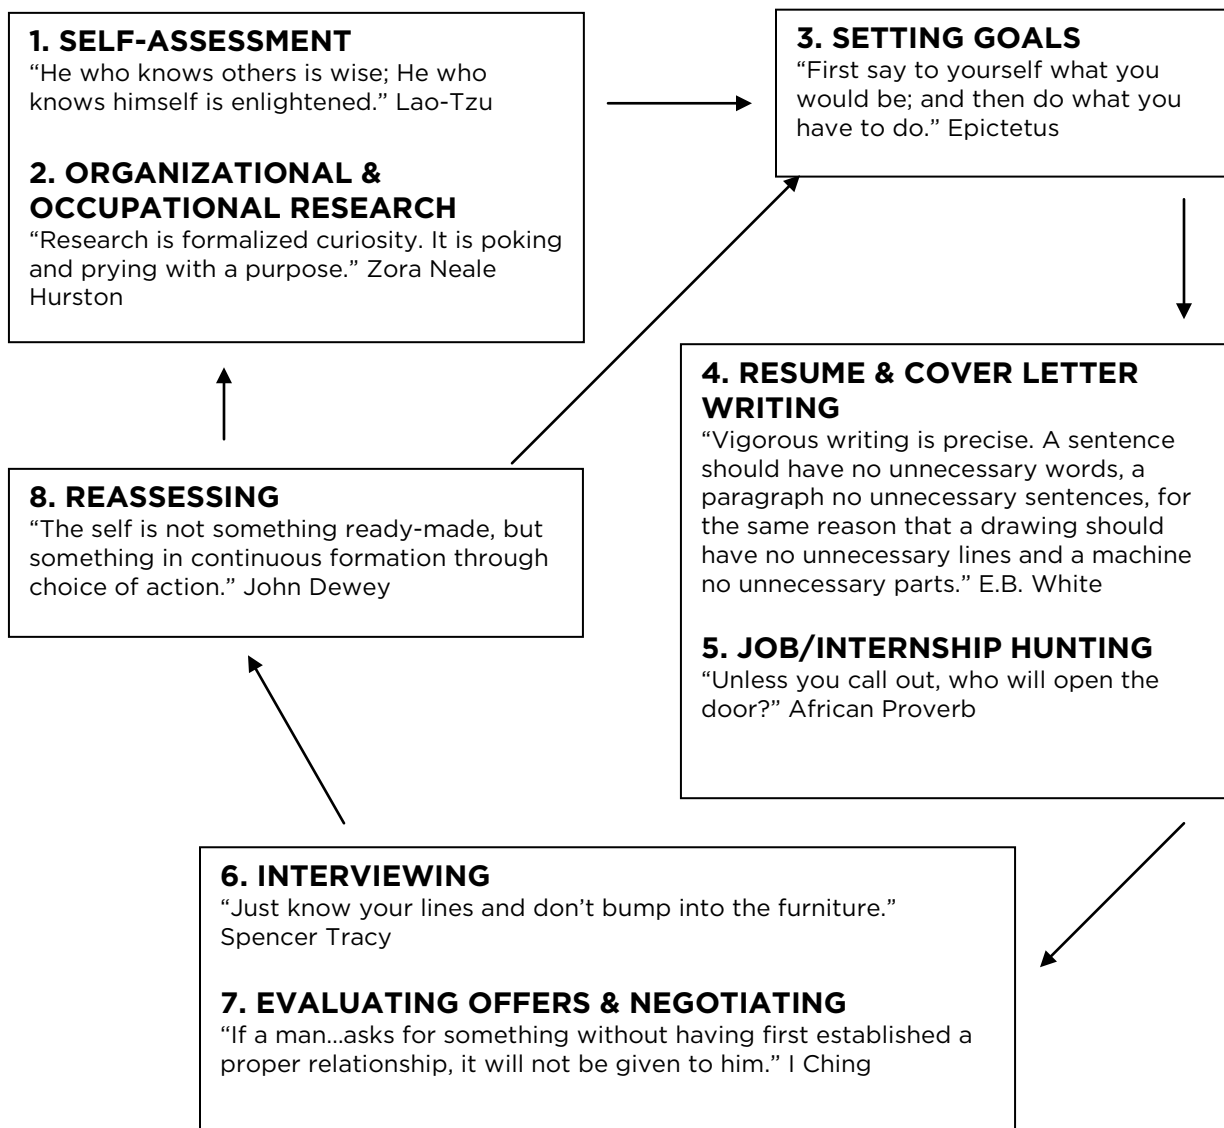 1. SELF-ASSESSMENT
“He who knows others is wise; He who
knows himself is enlightened.” Lao-Tzu
2. ORGANIZATIONAL &
OCCUPATIONAL RESEARCH
“Research is formalized curiosity. It is poking
and prying with a purpose.” Zora Neale
Hurston
3. SETTING GOALS
“First say to yourself what you
would be; and then do what you
have to do.” Epictetus
4. RESUME & COVER LETTER
WRITING
“Vigorous writing is precise. A sentence
should have no unnecessary words, a
paragraph no unnecessary sentences, for
the same reason that a drawing should
have no unnecessary lines and a machine
no unnecessary parts.” E.B. White
5. JOB/INTERNSHIP HUNTING
“Unless you call out, who will open the
door?” African Proverb
6. INTERVIEWING
“Just know your lines and don’t bump into the furniture.”
Spencer Tracy
7. EVALUATING OFFERS & NEGOTIATING
“If a man…asks for something without having first established a
proper relationship, it will not be given to him.” I Ching
8. REASSESSING
“The self is not something ready-made, but
something in continuous formation through
choice of action.” John Dewey